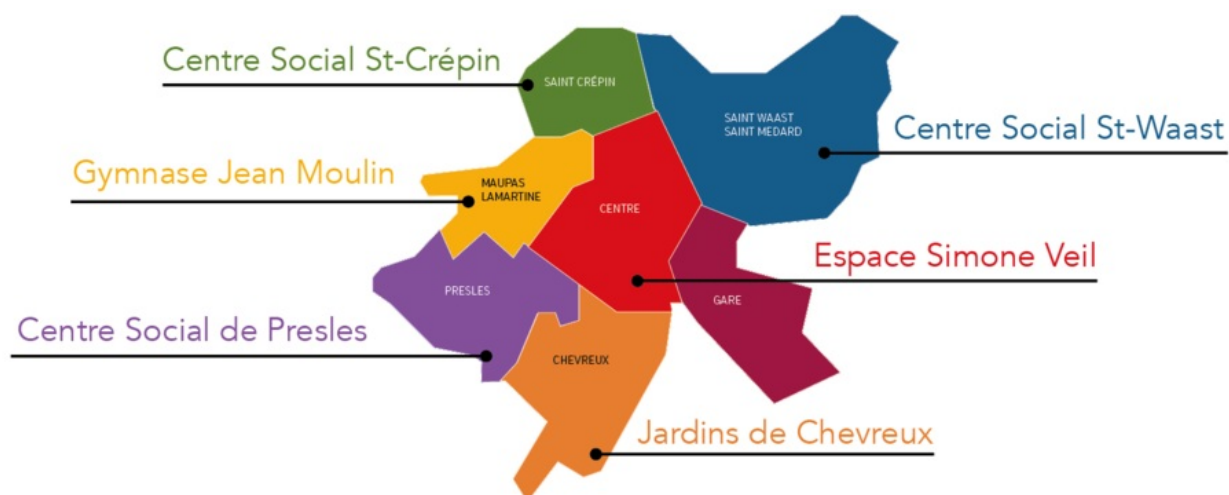 Centre Social St-Crépin
SAINT CRÉPIN
SAINT WAAST
SAINT MEDARD
Centre Social St-Waast
Gymnase Jean Moulin
MAUPAS
LAMARTINE
CENTRE
Espace Simone Veil
PRESLES
GARE
Centre Social de Presles
CHEVREUX
Jardins de Chevreux